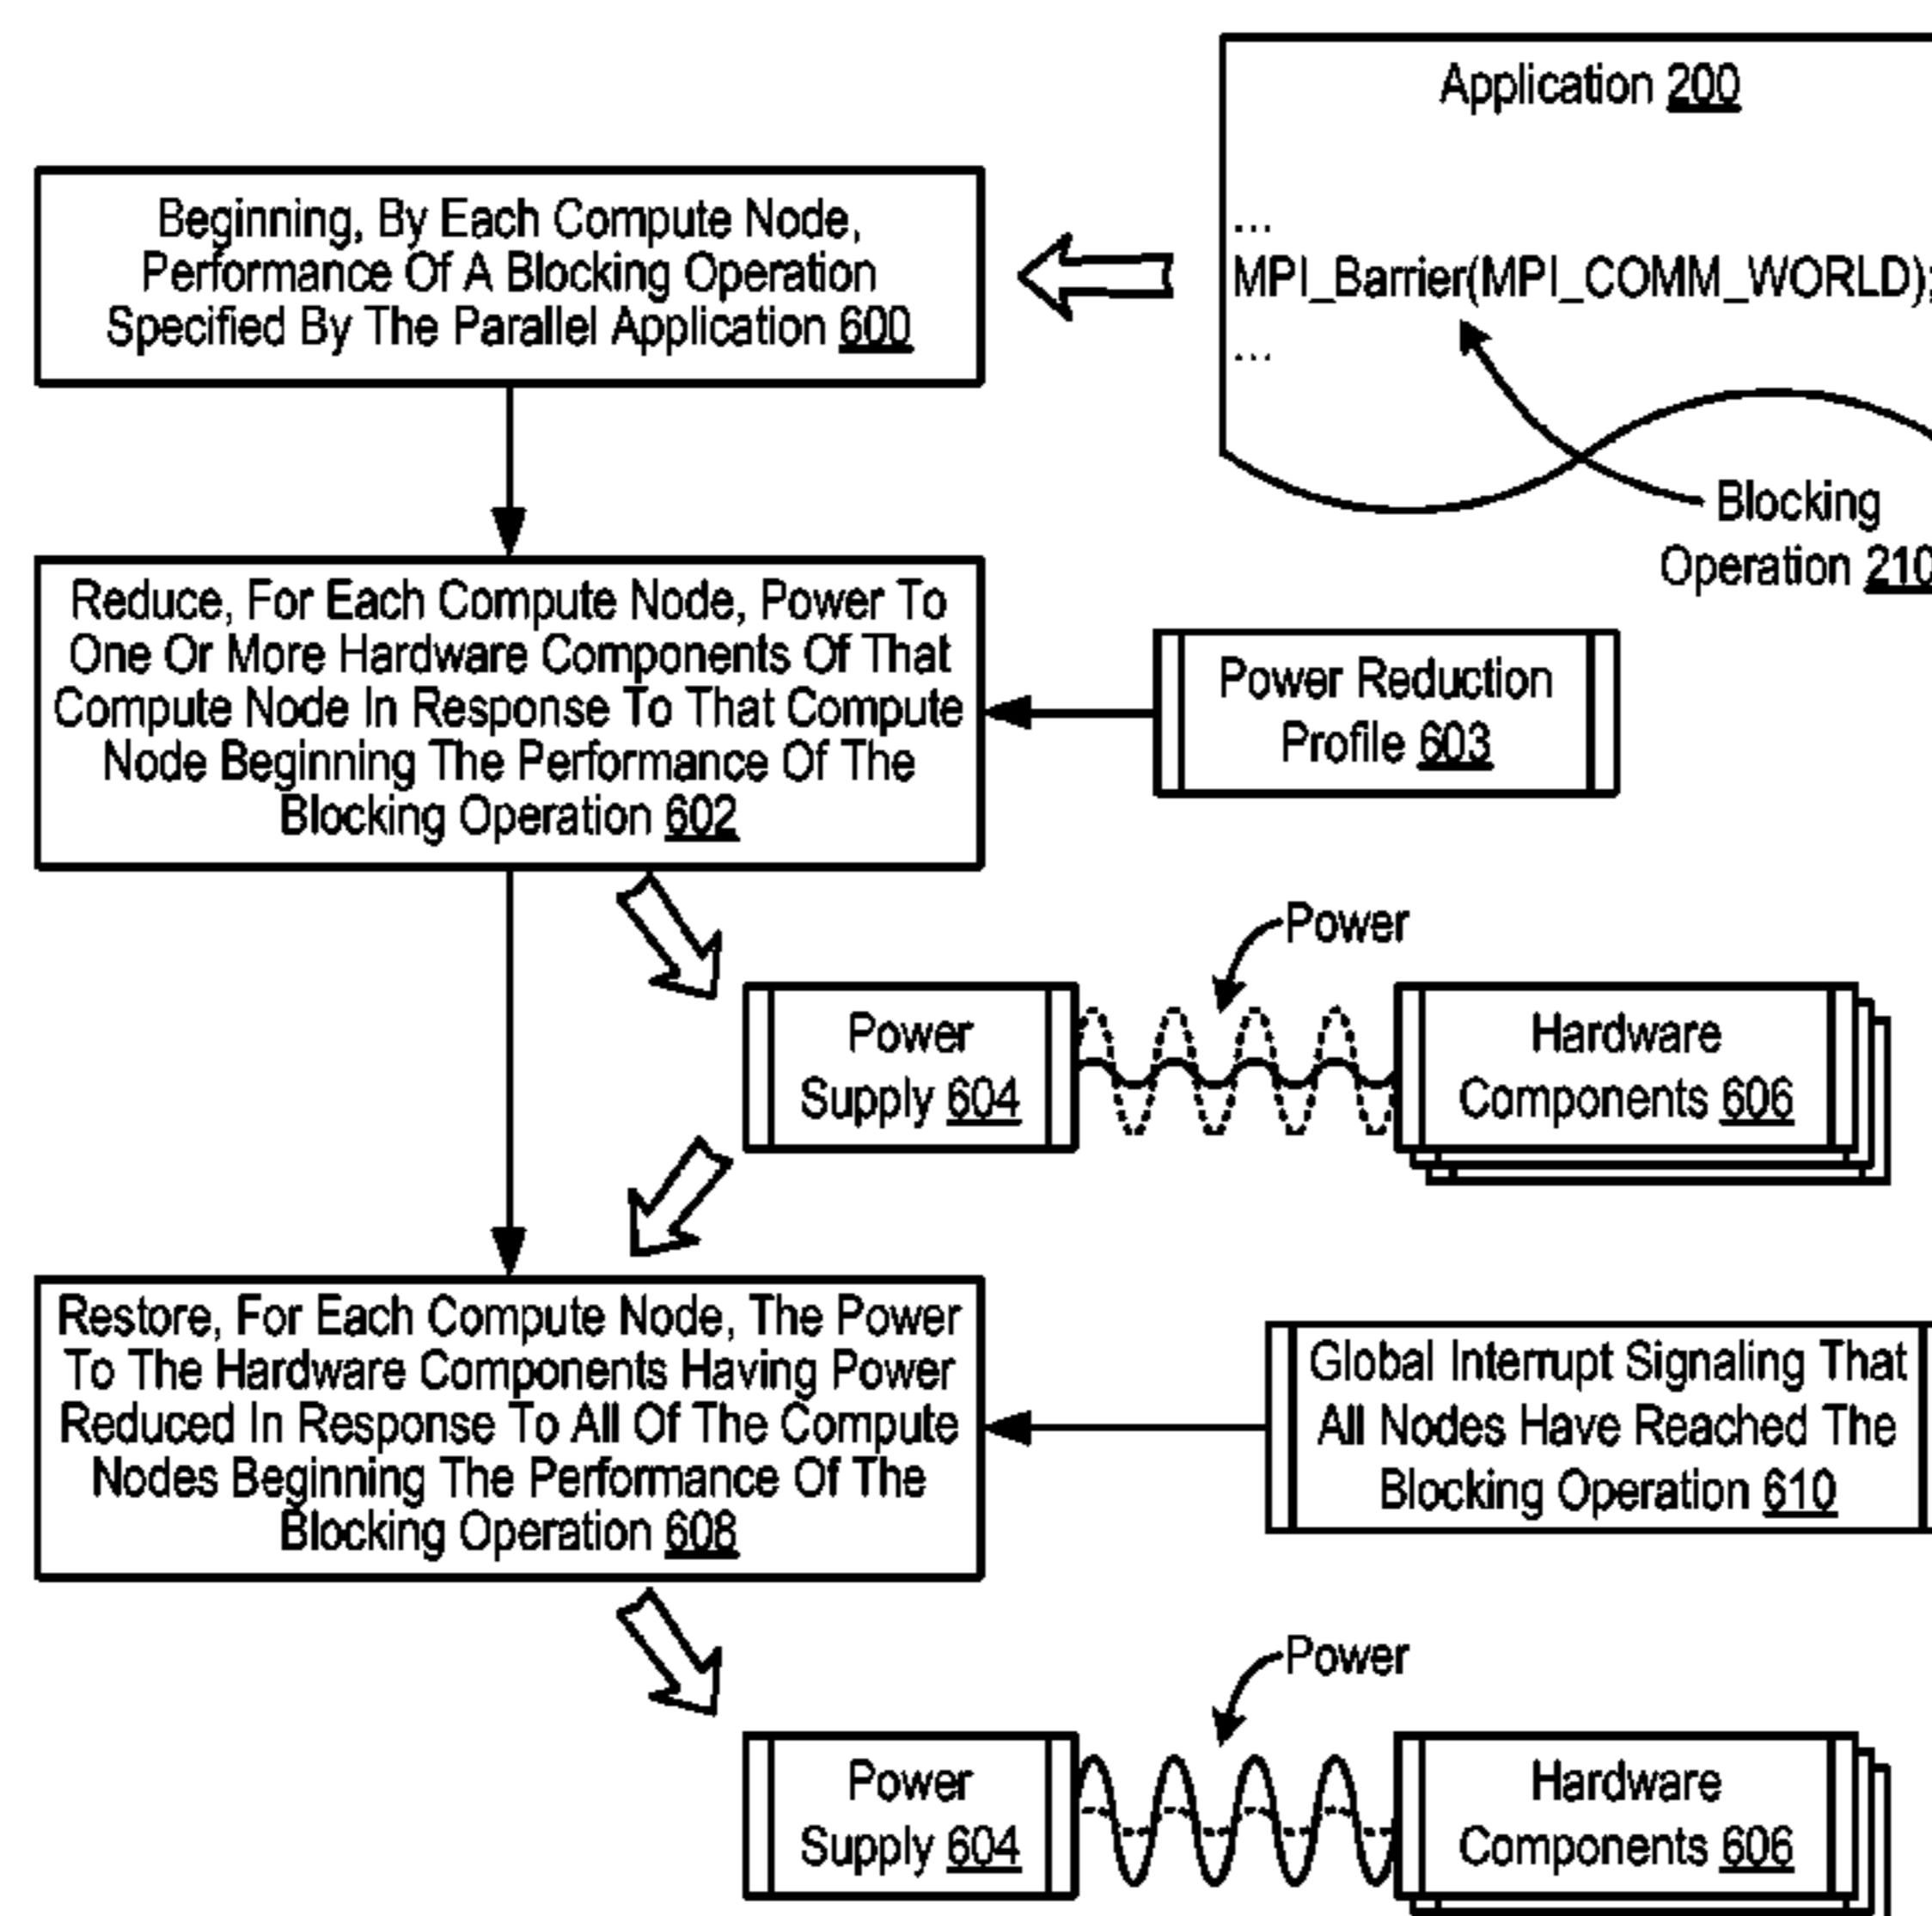 Application 200
...
MPI_Barrier(MPI_COMM_WORLD);
...
Blocking
Operation 210
Beginning, By Each Compute Node,
Performance Of A Blocking Operation
Specified By The Parallel Application 600
Reduce, For Each Compute Node, Power To
One Or More Hardware Components Of That
Compute Node In Response To That Compute
Node Beginning The Performance Of The
Blocking Operation 602
Power Reduction
Profile 603
Power
Power
Supply 604
Hardware
Components 606
Restore, For Each Compute Node, The Power
To The Hardware Components Having Power
Reduced In Response To All Of The Compute
Nodes Beginning The Performance Of The
Blocking Operation 608
Global Interrupt Signaling That
All Nodes Have Reached The
Blocking Operation 610
Power
Power
Supply 604
Hardware
Components 606